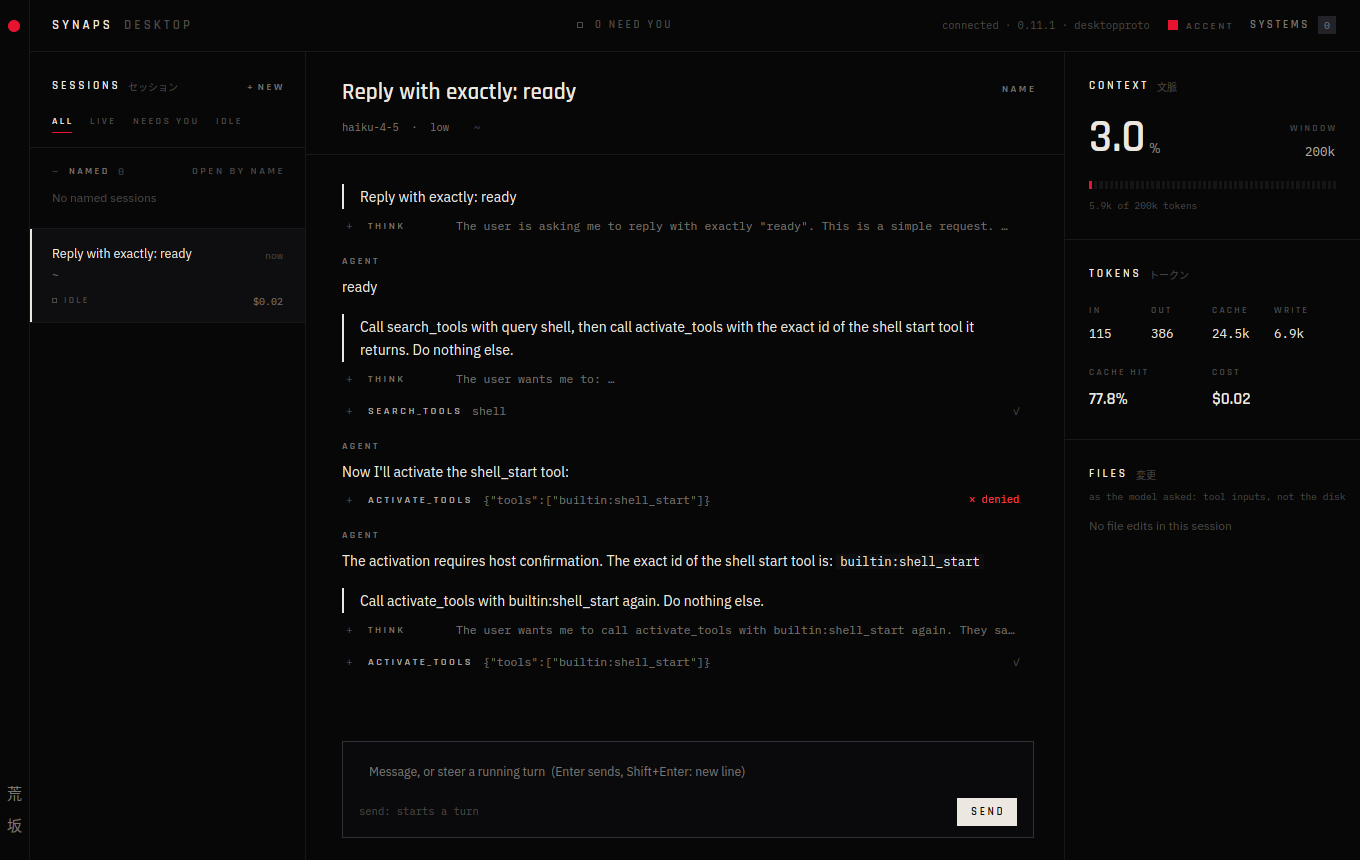 SYNAPS DESKTOP
0 NEED YOU
connected · 0.11.1 · desktopproto
ACCENT
SYSTEMS 0
SESSIONS セッション
+ NEW
ALL LIVE NEEDS YOU IDLE
– NAMED 0
OPEN BY NAME
No named sessions
Reply with exactly: ready
now
~
IDLE
$0.02
荒
坂
Reply with exactly: ready
NAME
haiku-4-5 · low ~
Reply with exactly: ready
+ THINK The user is asking me to reply with exactly "ready". This is a simple request. …
AGENT
ready
Call search_tools with query shell, then call activate_tools with the exact id of the shell start tool it
returns. Do nothing else.
+ THINK The user wants me to: …
+ SEARCH_TOOLS shell √
AGENT
Now I'll activate the shell_start tool:
+ ACTIVATE_TOOLS {"tools":["builtin:shell_start"]} × denied
AGENT
The activation requires host confirmation. The exact id of the shell start tool is: builtin:shell_start
Call activate_tools with builtin:shell_start again. Do nothing else.
+ THINK The user wants me to call activate_tools with builtin:shell_start again. They sa…
+ ACTIVATE_TOOLS {"tools":["builtin:shell_start"]} √
Message, or steer a running turn (Enter sends, Shift+Enter: new line)
send: starts a turn
SEND
CONTEXT 文脈
3.0 %
WINDOW
200k
5.9k of 200k tokens
TOKENS トークン
IN OUT CACHE WRITE
115 386 24.5k 6.9k
CACHE HIT COST
77.8% $0.02
FILES 変更
as the model asked: tool inputs, not the disk
No file edits in this session